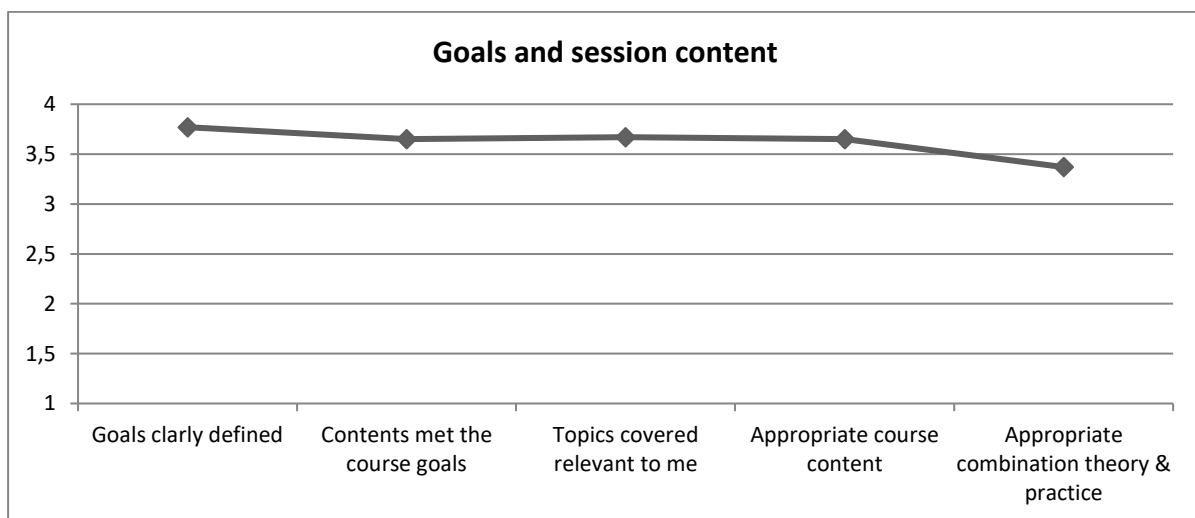 Goals and session content
4
3,5
3
2,5
2
1,5
1
Goals clarly defined
Contents met the
course goals
Topics covered
relevant to me
Appropriate course
content
Appropriate
combination theory &
practice